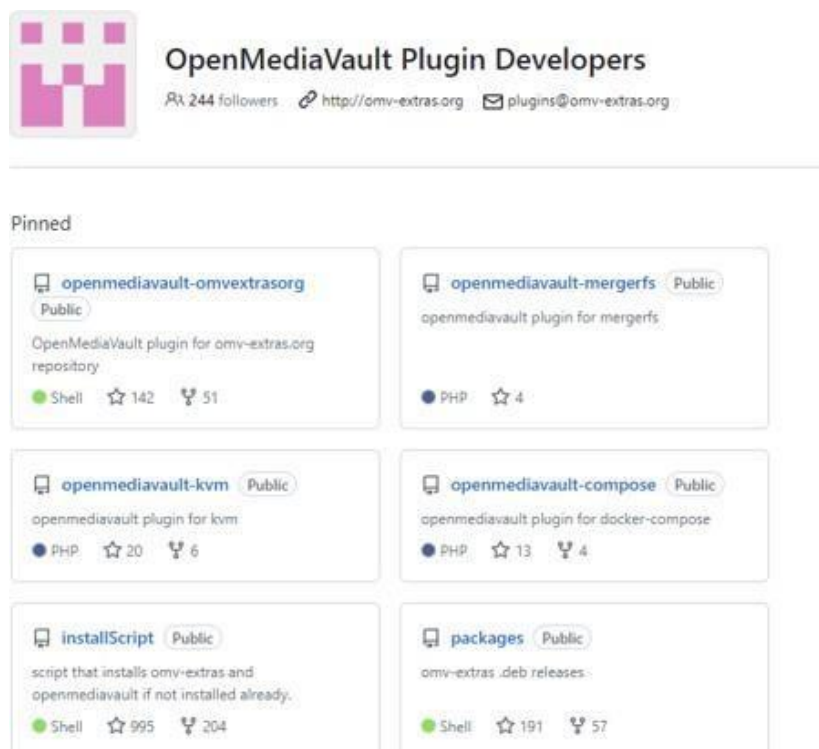 OpenMediaVault Plugin Developers
244 followers http://omv-extras.org plugins@omv-extras.org
Pinned
openmediavault-omvextrasorg
Public
OpenMediaVault plugin for omv-extras.org
repository
Shell 142 51
openmediavault-mergerfs Public
openmediavault plugin for mergerfs
PHP 4
openmediavault-kvm Public
openmediavault plugin for kvm
PHP 20 6
openmediavault-compose Public
openmediavault plugin for docker-compose
PHP 13 4
installScript Public
script that installs omv-extras and
openmediavault if not installed already.
Shell 995 204
packages Public
omv-extras .deb releases
Shell 191 57